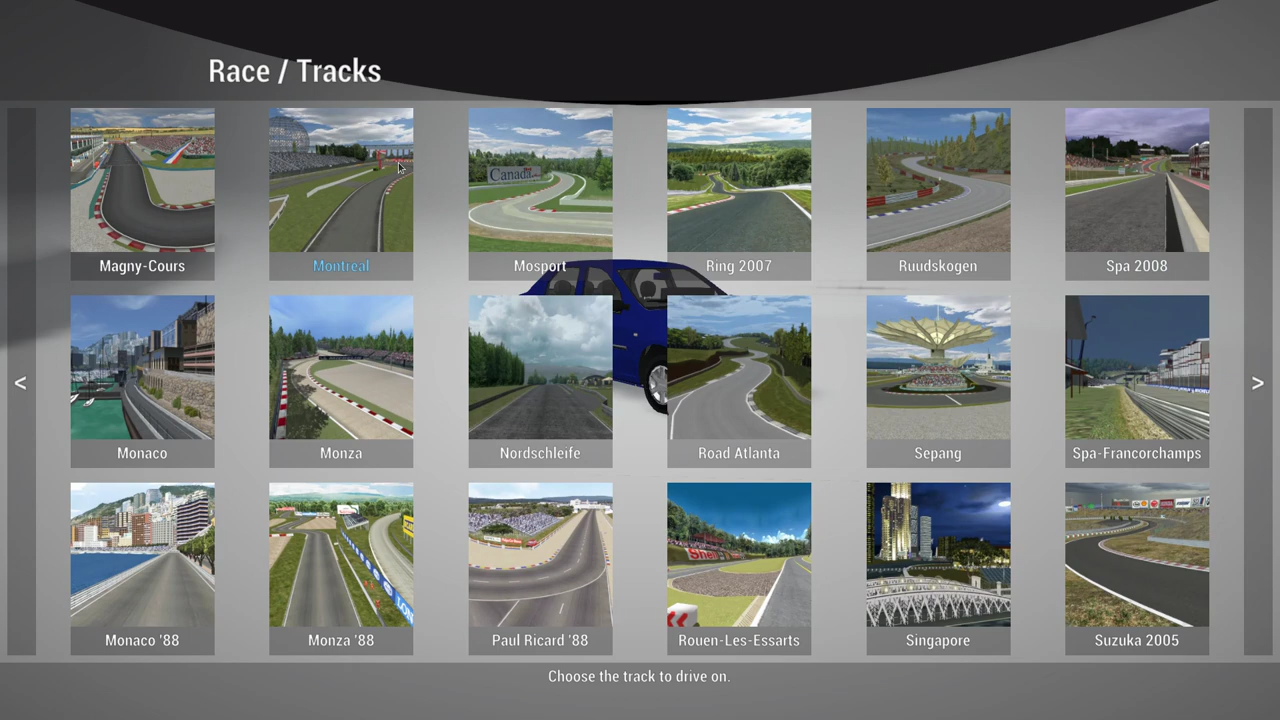 Race / Tracks
Canada
Magny-Cours
Montreal
Mosport
Ring 2007
Ruudskogen
Spa 2008
<
>
Monaco
Monza
Nordschleife
Road Atlanta
Sepang
Spa-Francorchamps
Shell
Monaco '88
Monza '88
Paul Ricard '88
Rouen-Les-Essarts
Singapore
Suzuka 2005
Choose the track to drive on.